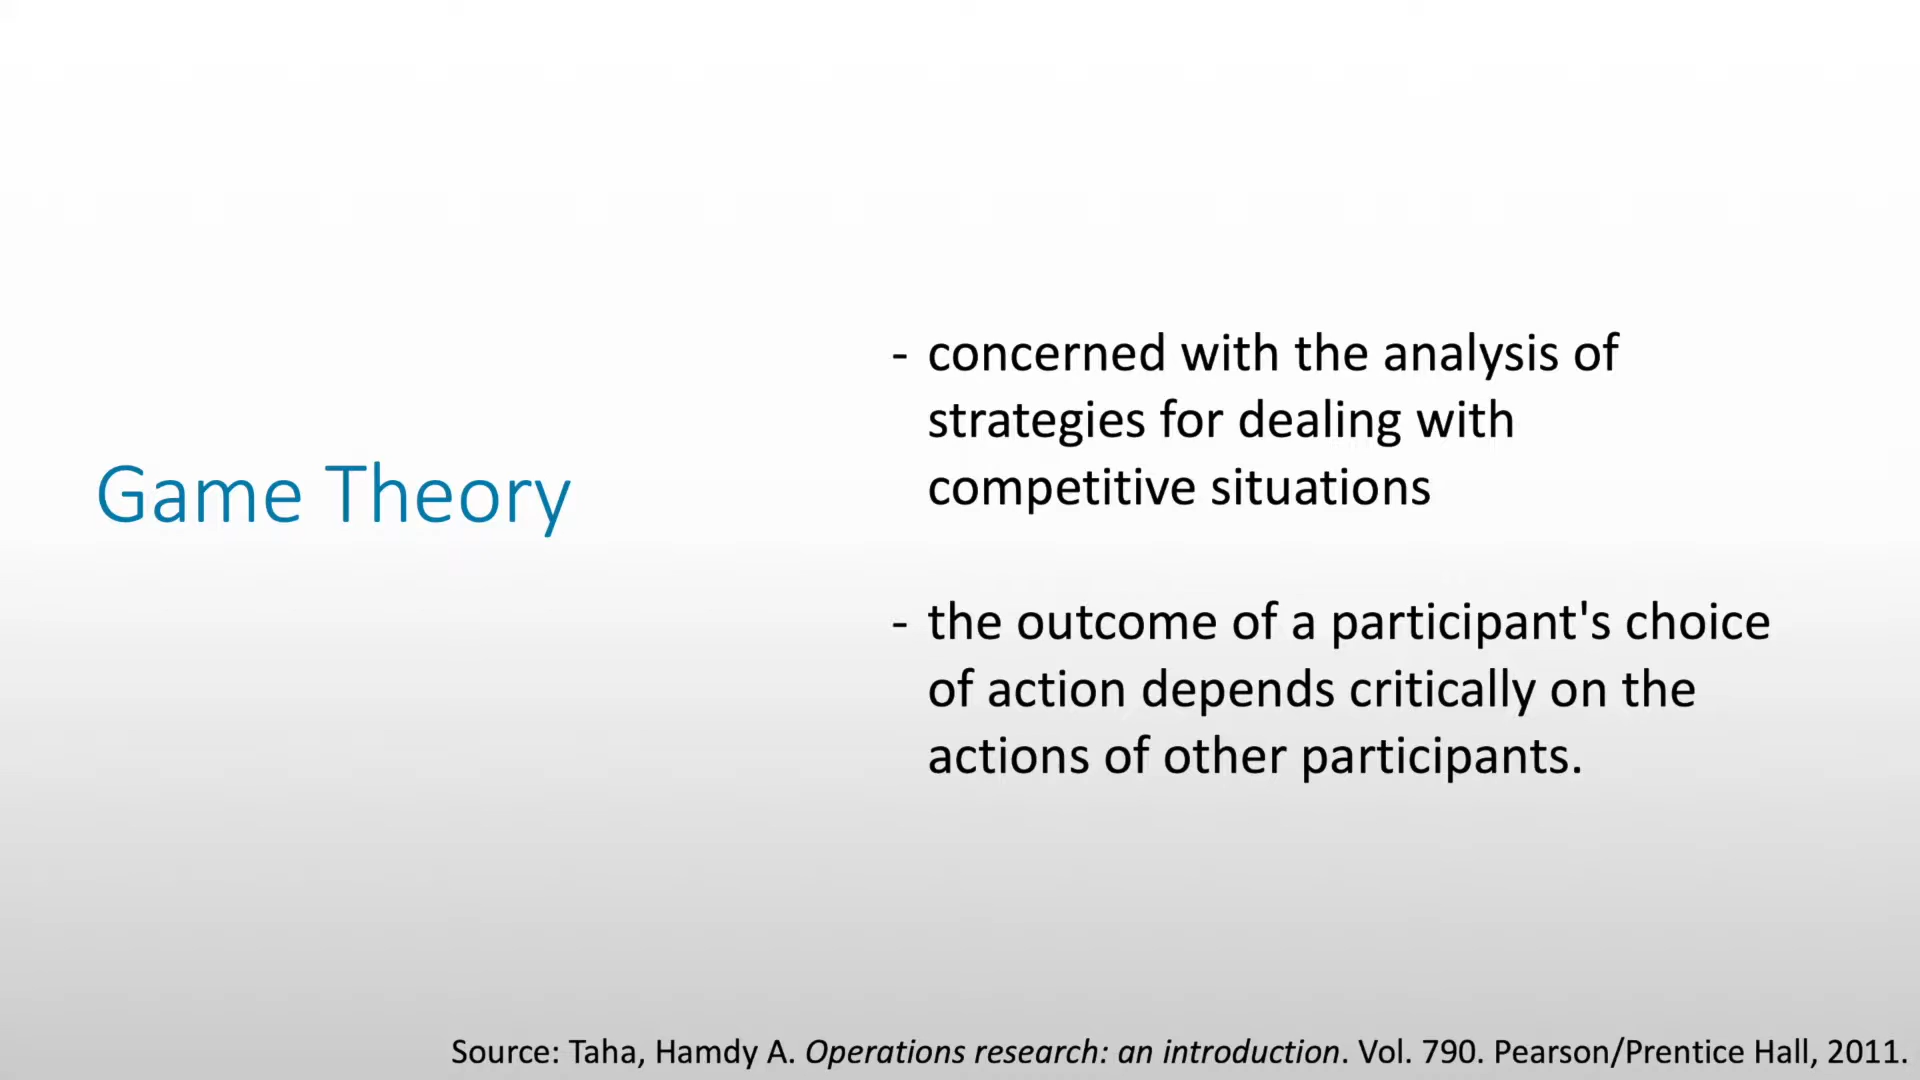 Game Theory
- concerned with the analysis of
strategies for dealing with
competitive situations
- the outcome of a participant's choice
of action depends critically on the
actions of other participants.
Source: Taha, Hamdy A. Operations research: an introduction. Vol. 790. Pearson/Prentice Hall, 2011.